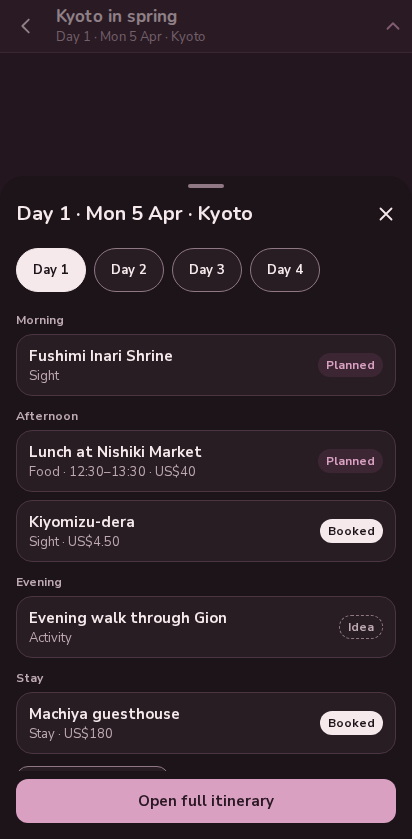 Kyoto in spring
Day 1 · Mon 5 Apr · Kyoto
Day 1 · Mon 5 Apr · Kyoto
Day 1
Day 2
Day 3
Day 4
Morning
Fushimi Inari Shrine
Sight
Planned
Afternoon
Lunch at Nishiki Market
Food · 12:30–13:30 · US$40
Planned
Kiyomizu-dera
Sight · US$4.50
Booked
Evening
Evening walk through Gion
Activity
Idea
Stay
Machiya guesthouse
Stay · US$180
Booked
Open full itinerary